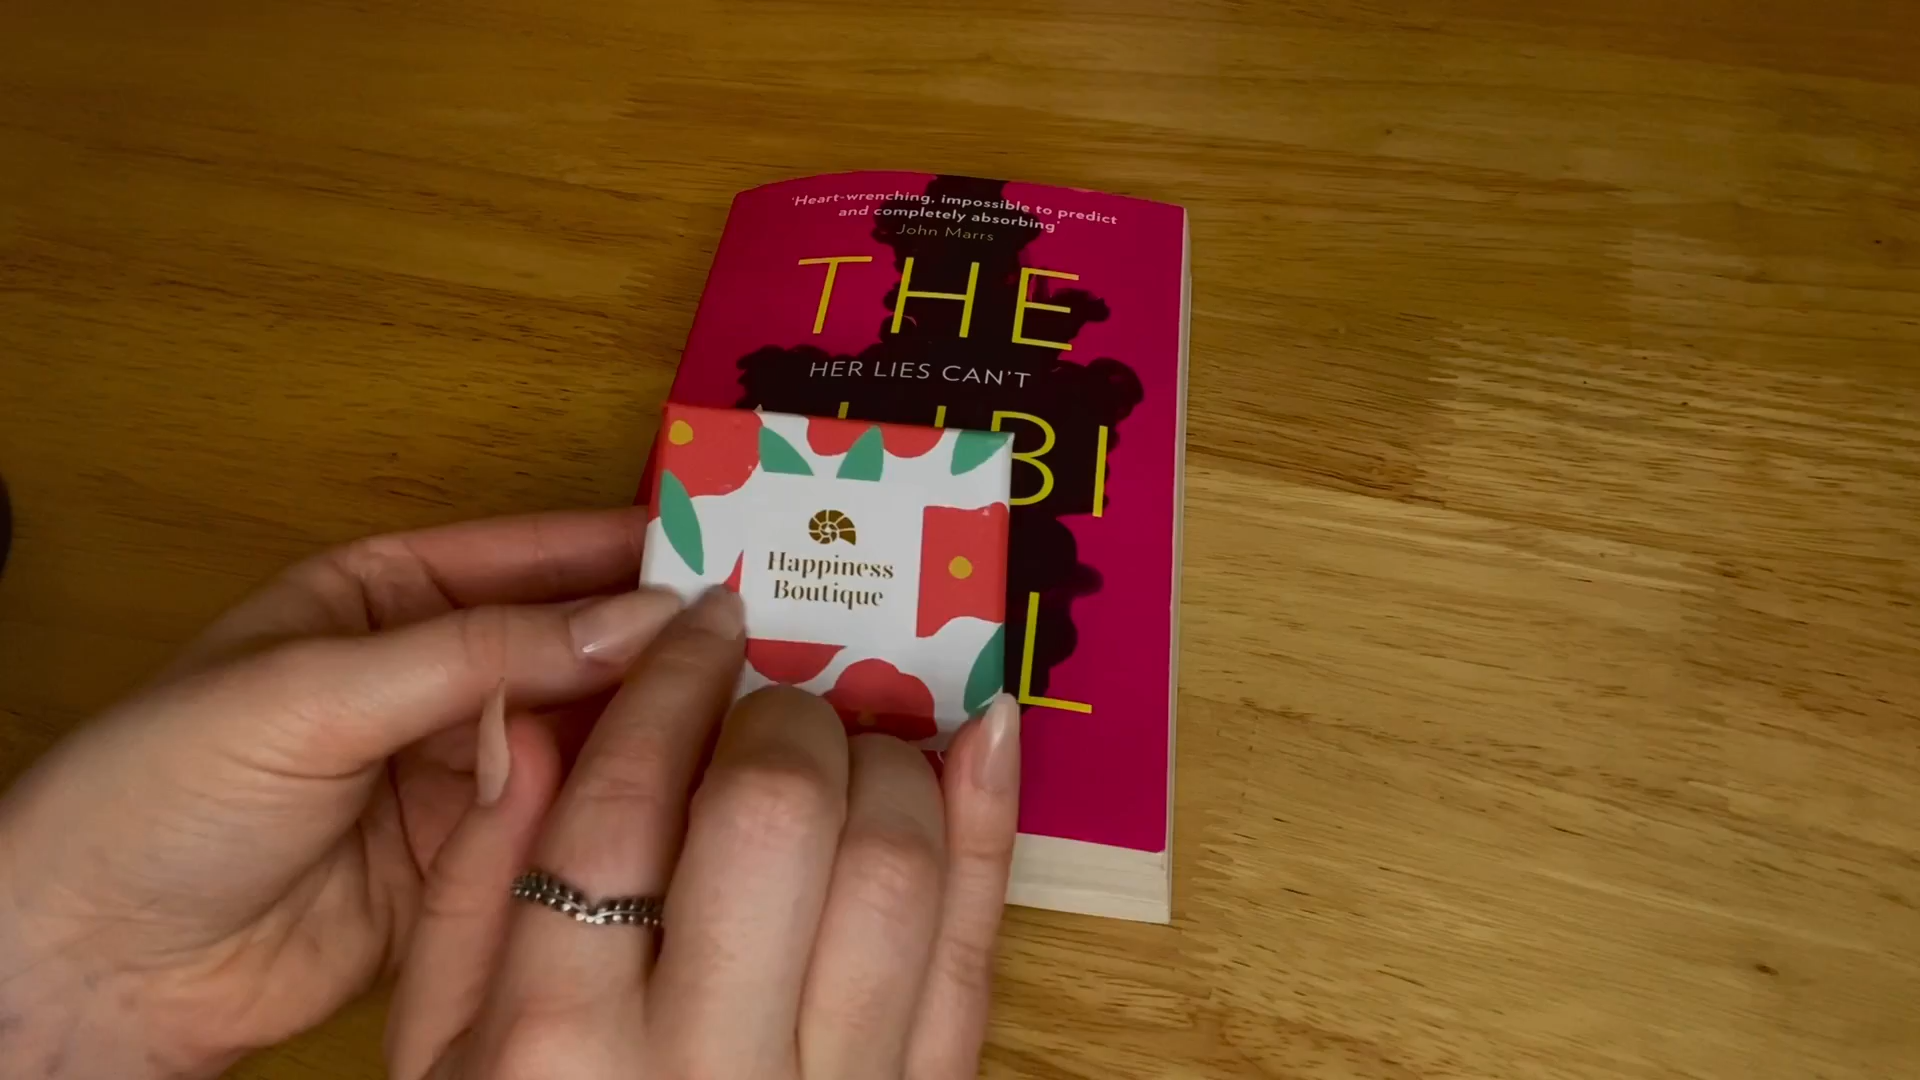 'Heart-wrenching, impossible to predict
and completely absorbing'
John Marrs
THE
HER LIES CAN'T
Happiness
Boutique